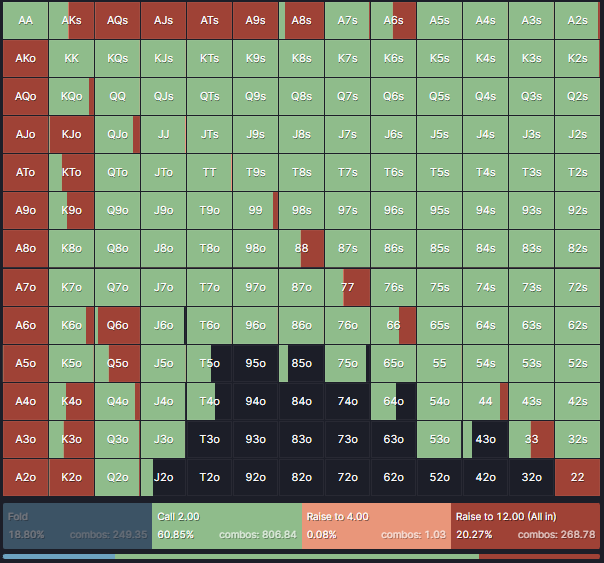 AA AKs AQs AJs ATs A9s A8s A7s A6s A5s A4s A3s A2s
AKo KK KQs KJs KTs K9s K8s K7s K6s K5s K4s K3s K2s
AQo KQo QQ QJs QTs Q9s Q8s Q7s Q6s Q5s Q4s Q3s Q2s
AJo KJo QJo JJ JTs J9s J8s J7s J6s J5s J4s J3s J2s
ATo KTo QTo JTo TT T9s T8s T7s T6s T5s T4s T3s T2s
A9o K9o Q9o J9o T9o 99 98s 97s 96s 95s 94s 93s 92s
A8o K8o Q8o J8o T8o 98o 88 87s 86s 85s 84s 83s 82s
A7o K7o Q7o J7o T7o 97o 87o 77 76s 75s 74s 73s 72s
A6o K6o Q6o J6o T6o 96o 86o 76o 66 65s 64s 63s 62s
A5o K5o Q5o J5o T5o 95o 85o 75o 65o 55 54s 53s 52s
A4o K4o Q4o J4o T4o 94o 84o 74o 64o 54o 44 43s 42s
A3o K3o Q3o J3o T3o 93o 83o 73o 63o 53o 43o 33 32s
A2o K2o Q2o J2o T2o 92o 82o 72o 62o 52o 42o 32o 22
Fold Call 2.00 Raise to 4.00 Raise to 12.00 (All in)
18.80% combos: 249.35 60.85% combos: 806.84 0.08% combos: 1.03 20.27% combos: 268.78